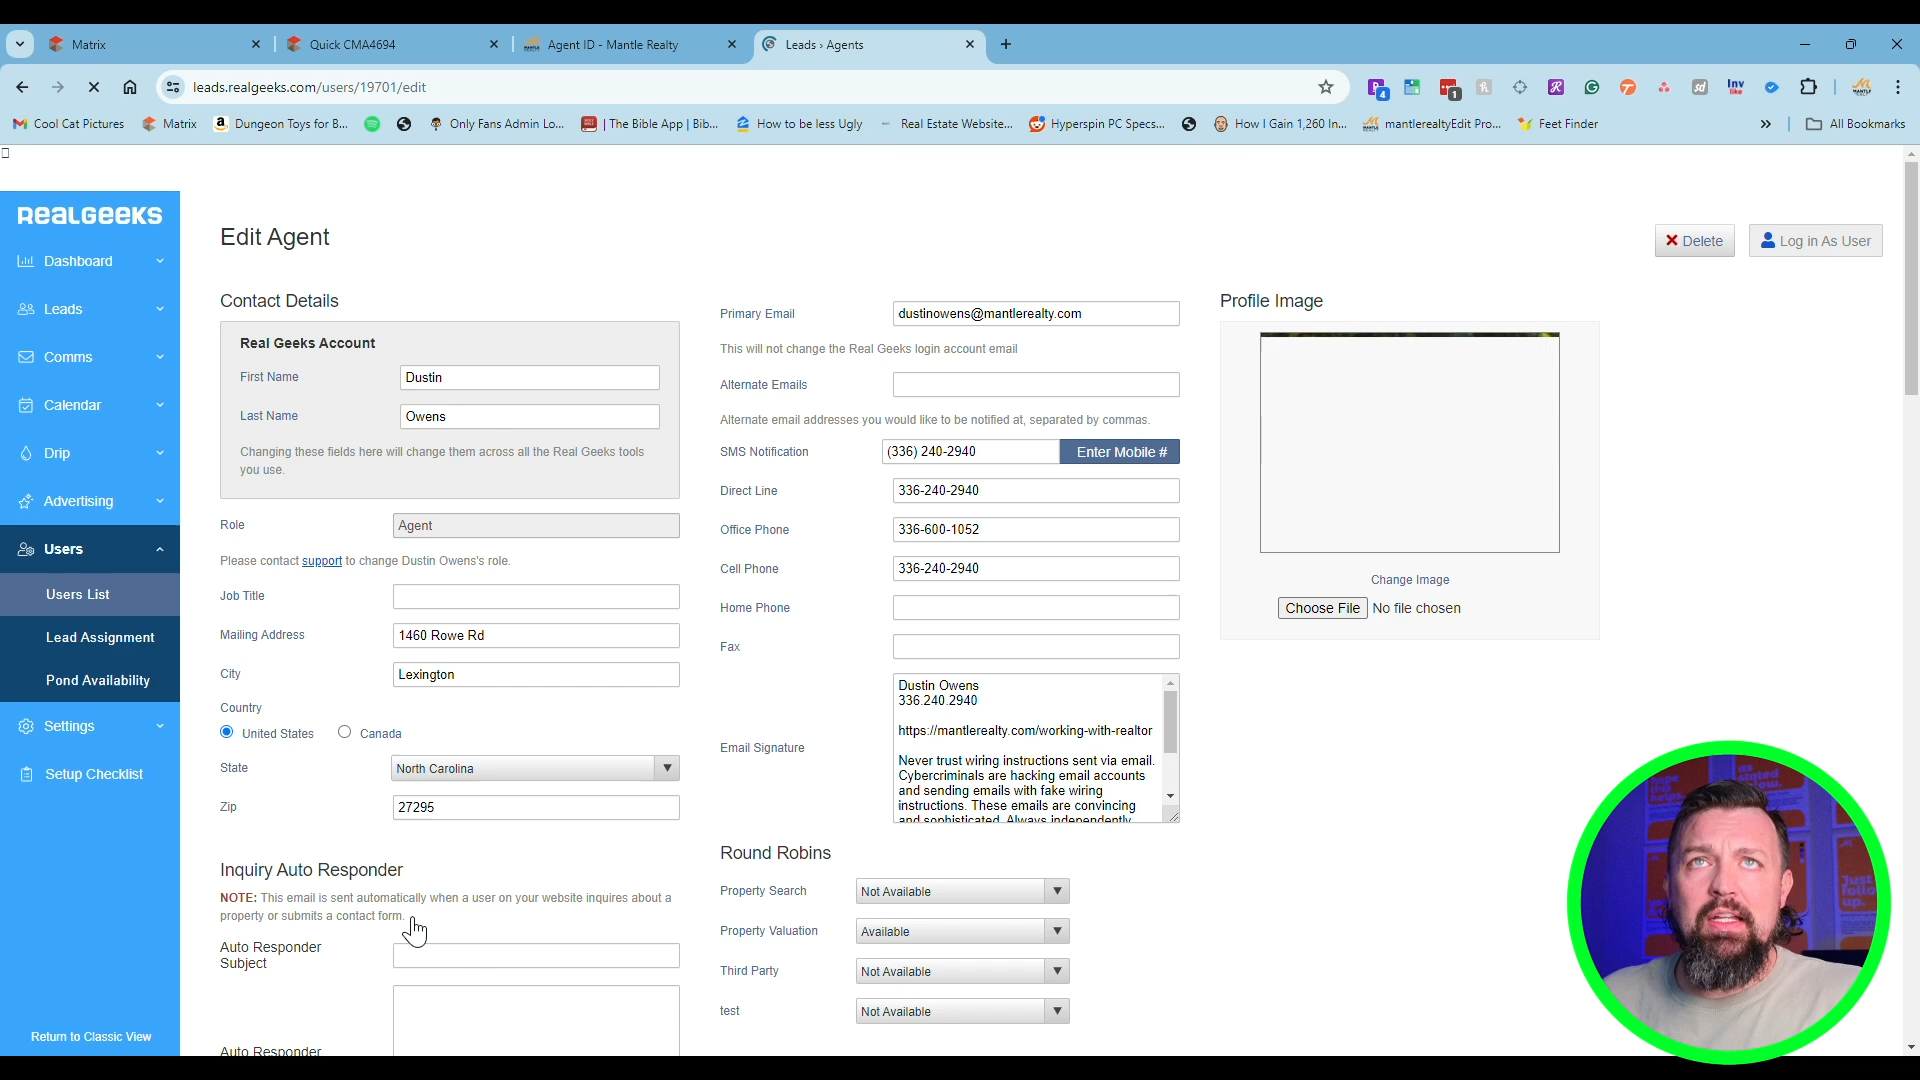 Matrix
Quick CMA4694
Agent ID - Mantle Realty
Leads › Agents
leads.realgeeks.com/users/19701/edit
4
1
sd
Inv
like
Cool Cat Pictures
Matrix
Dungeon Toys for B...
Only Fans Admin Lo...
The Bible App | Bib...
How to be less Ugly
Real Estate Website...
Hyperspin PC Specs...
How I Gain 1,260 In...
mantlerealtyEdit Pro...
Feet Finder
All Bookmarks
REALGEEKS
Dashboard
Leads
Comms
Calendar
Drip
Advertising
Users
Users List
Lead Assignment
Pond Availability
Settings
Setup Checklist
Return to Classic View
Edit Agent
Delete
Log in As User
Contact Details
Real Geeks Account
First Name
Dustin
Last Name
Owens
Changing these fields here will change them across all the Real Geeks tools
you use.
Role
Agent
Please contact support to change Dustin Owens's role.
Job Title
Mailing Address
1460 Rowe Rd
City
Lexington
Country
United States
Canada
State
North Carolina
Zip
27295
Inquiry Auto Responder
NOTE: This email is sent automatically when a user on your website inquires about a
property or submits a contact form.
Auto Responder
Subject
Auto Responder
Primary Email
dustinowens@mantlerealty.com
This will not change the Real Geeks login account email
Alternate Emails
Alternate email addresses you would like to be notified at, separated by commas.
SMS Notification
(336) 240-2940
Enter Mobile #
Direct Line
336-240-2940
Office Phone
336-600-1052
Cell Phone
336-240-2940
Home Phone
Fax
Email Signature
Dustin Owens
336.240.2940
https://mantlerealty.com/working-with-realtor
Never trust wiring instructions sent via email.
Cybercriminals are hacking email accounts
and sending emails with fake wiring
instructions. These emails are convincing
and sophisticated. Always independently
Round Robins
Property Search
Not Available
Property Valuation
Available
Third Party
Not Available
test
Not Available
Profile Image
Change Image
Choose File
No file chosen
Just
follo
up.